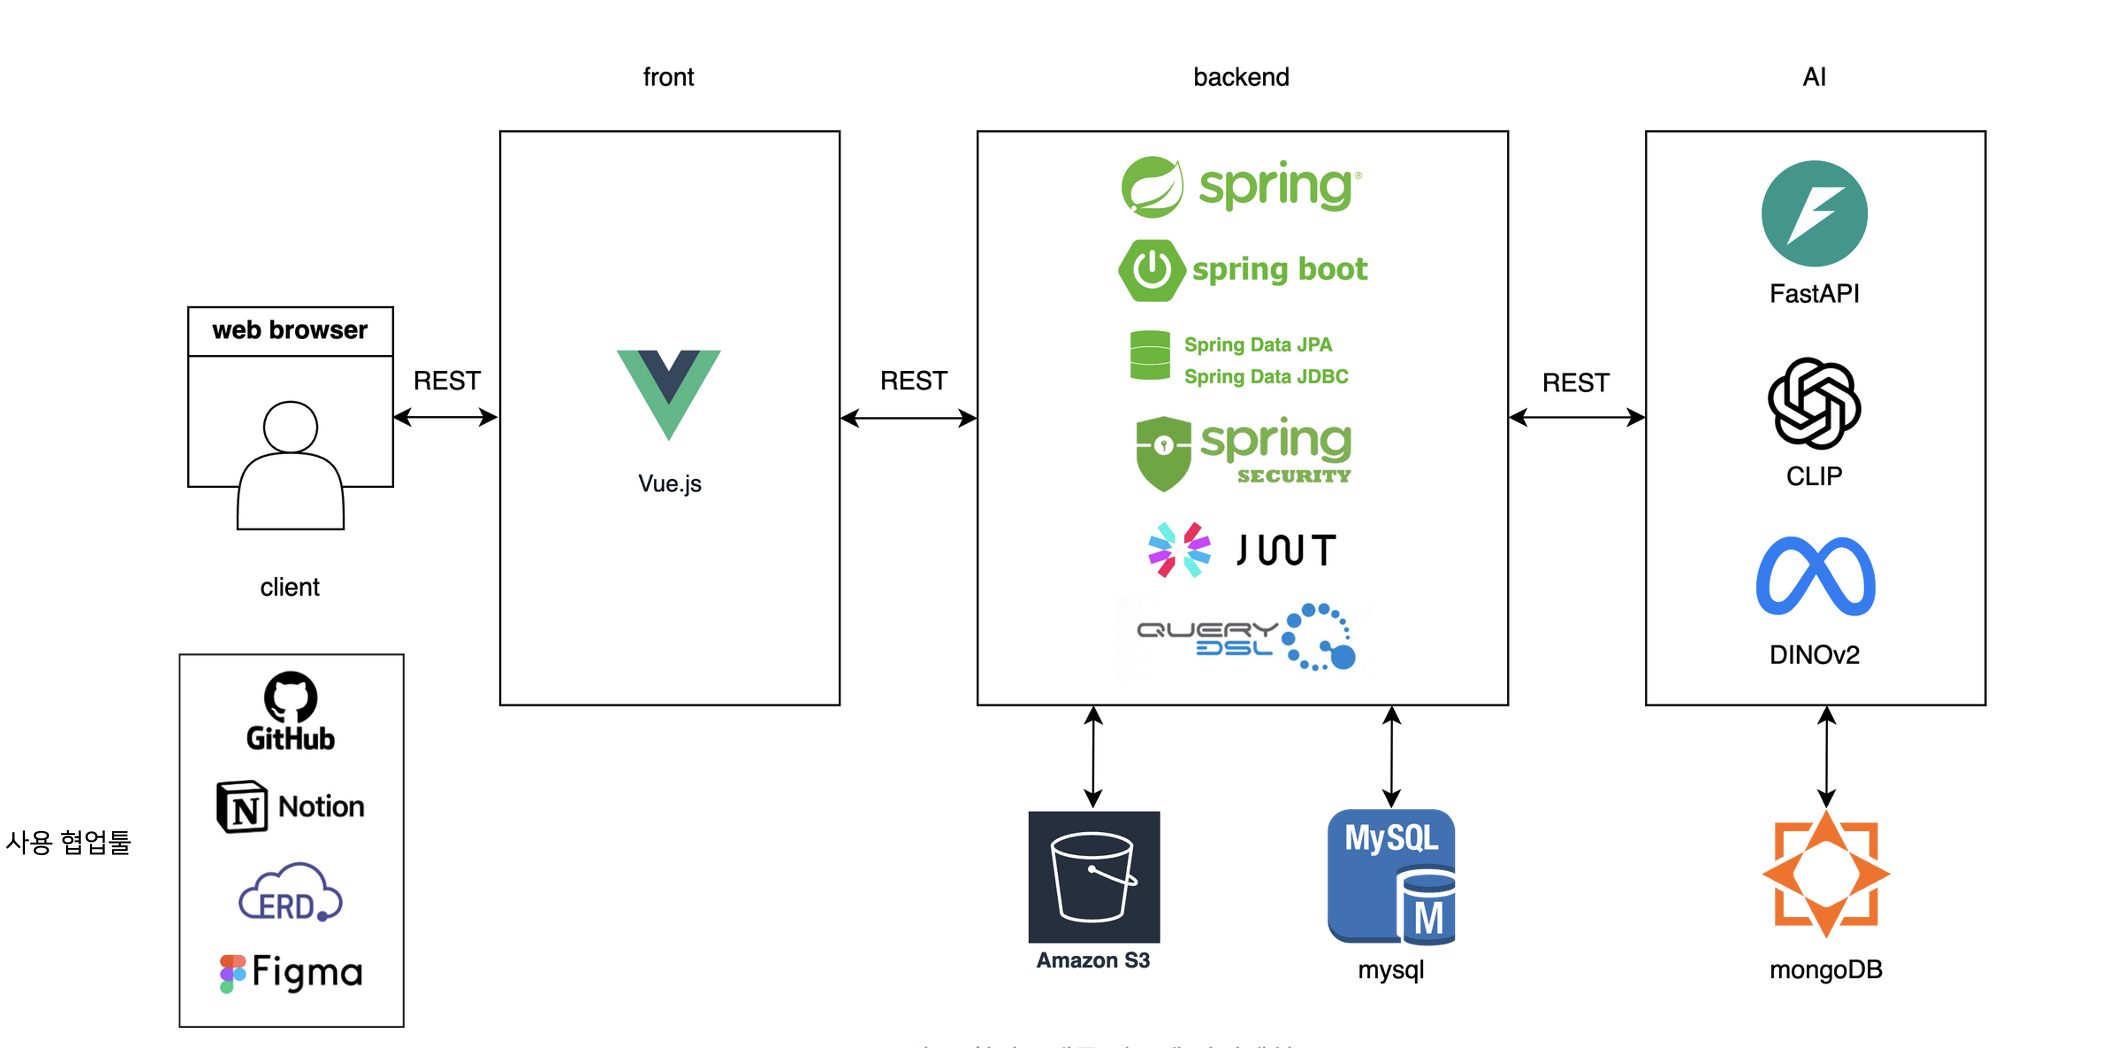 front
backend
AI
spring®
spring boot
Spring Data JPA
Spring Data JDBC
spring
SECURITY
JWT
QUERY
DSL
FastAPI
CLIP
DINOv2
web browser
REST
REST
REST
Vue.js
client
GitHub
Notion
ERD
Figma
사용 협업툴
Amazon S3
MySQL
M
mysql
mongoDB